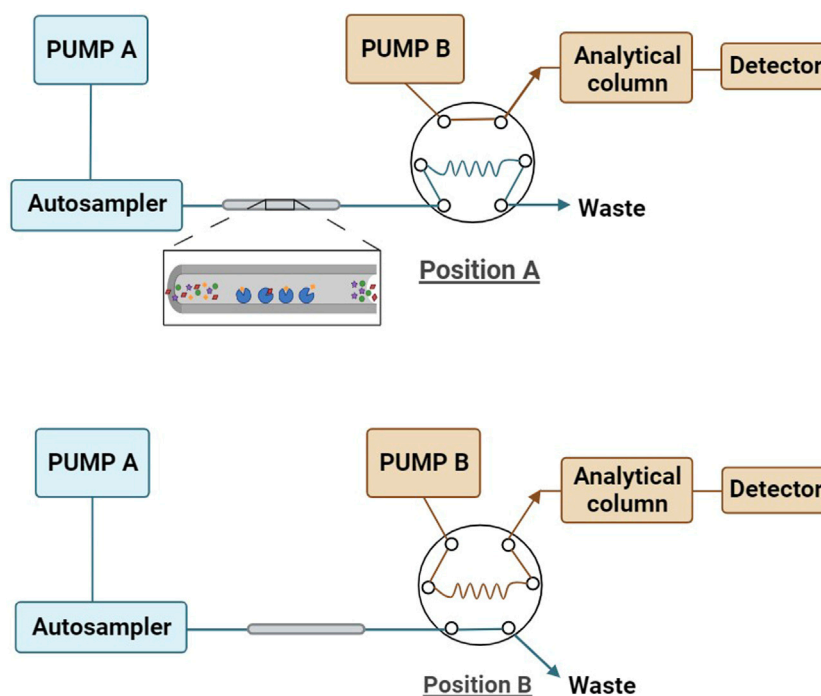 PUMP A
PUMP B
Analytical
column
Detector
Autosampler
Waste
Position A
PUMP A
PUMP B
Analytical
column
Detector
Autosampler
Waste
Position B